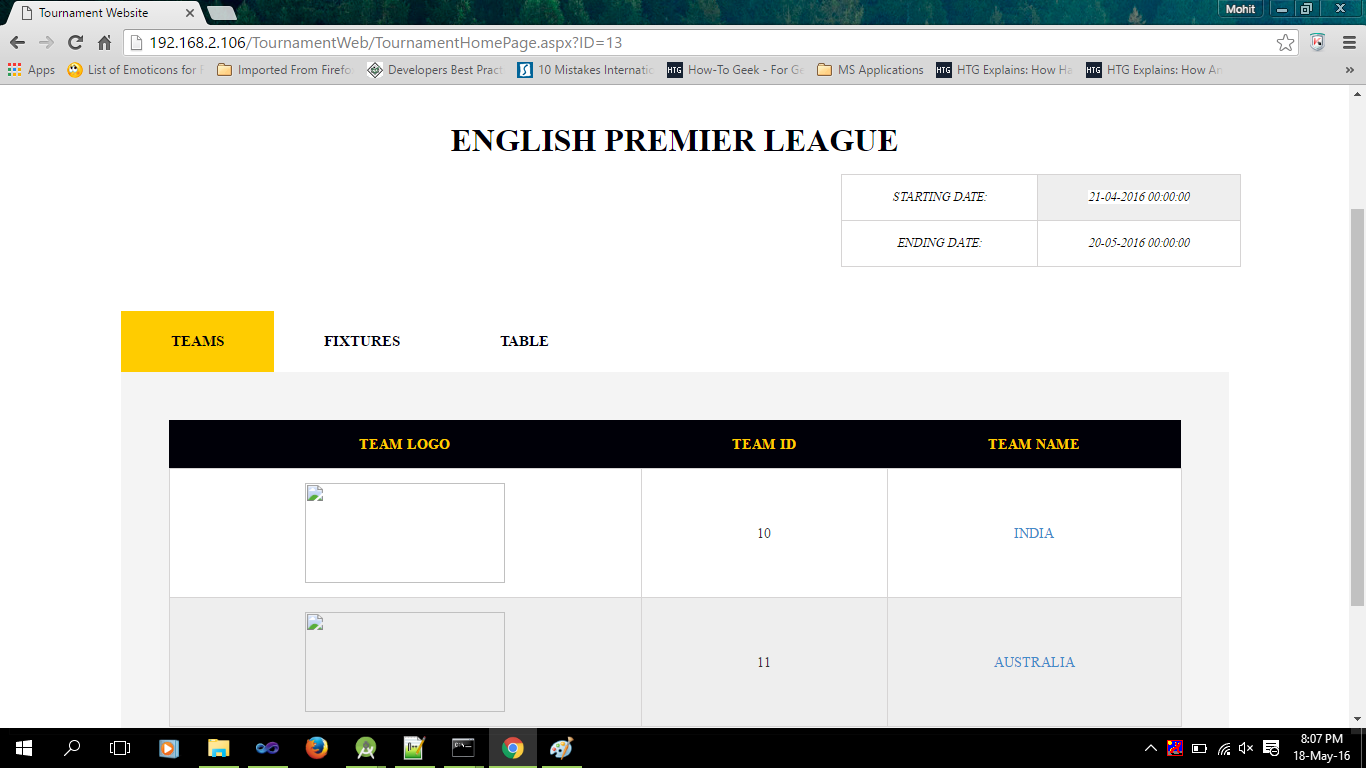 Tournament Website
Mohit
192.168.2.106/TournamentWeb/TournamentHomePage.aspx?ID=13
Apps List of Emoticons for Imported From Firefo Developers Best Pract 10 Mistakes Internatic HTG How-To Geek - For Ge MS Applications HTG HTG Explains: How Ha HTG HTG Explains: How An »
ENGLISH PREMIER LEAGUE
STARTING DATE: 21-04-2016 00:00:00
ENDING DATE: 20-05-2016 00:00:00
TEAMS FIXTURES TABLE
TEAM LOGO TEAM ID TEAM NAME
10 INDIA
11 AUSTRALIA
8:07 PM
18-May-16